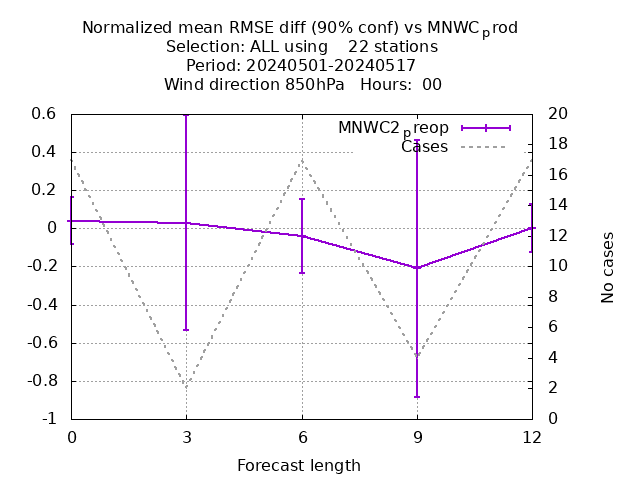 Normalized mean RMSE diff (90% conf) vs MNWCprod
Selection: ALL using 22 stations
Period: 20240501-20240517
Wind direction 850hPa Hours: 00
0.6 20
MNWC2preop
18
0.4 Cases
16
0.2
14
0
12
-0.2 10
8
-0.4
6
-0.6
4
-0.8
2
-1 0
No cases
0 3 6 9 12
Forecast length